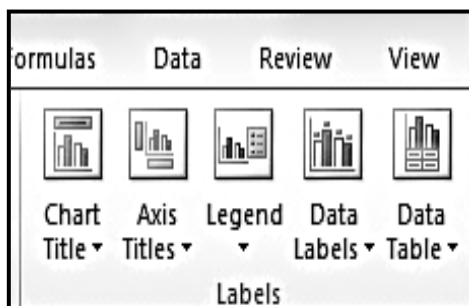 ormulas Data Review View
Chart Axis Legend Data Data
Title Titles Labels Table
Labels